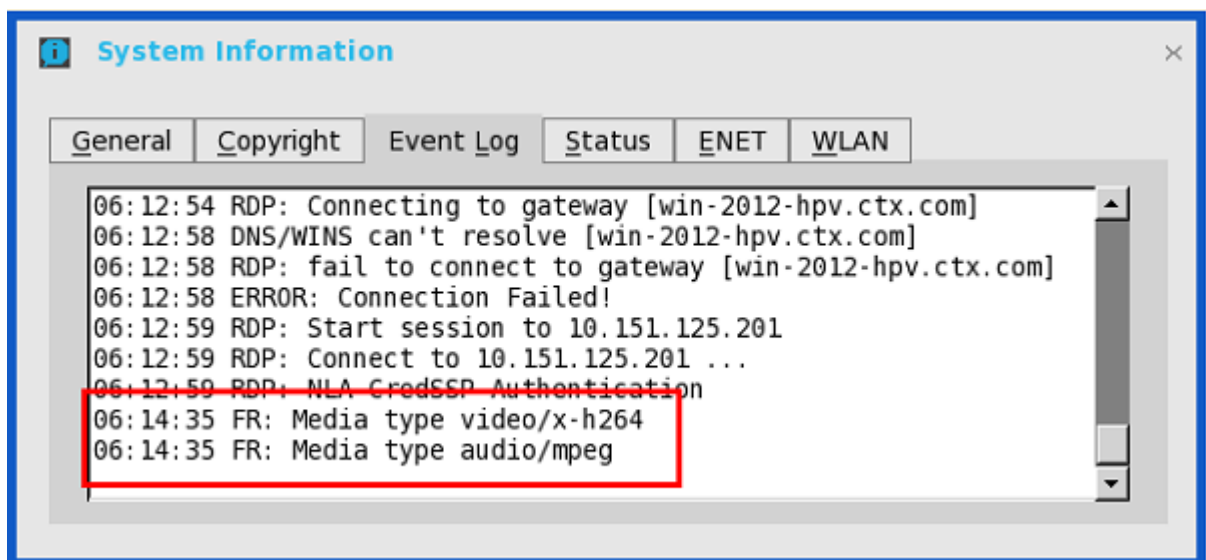 System Information
General Copyright Event Log Status ENET WLAN
06:12:54 RDP: Connecting to gateway [win-2012-hpv.ctx.com]
06:12:58 DNS/WINS can't resolve [win-2012-hpv.ctx.com]
06:12:58 RDP: fail to connect to gateway [win-2012-hpv.ctx.com]
06:12:58 ERROR: Connection Failed!
06:12:59 RDP: Start session to 10.151.125.201
06:12:59 RDP: Connect to 10.151.125.201 ...
06:12:59 RDP: NLA CredSSP Authentication
06:14:35 FR: Media type video/x-h264
06:14:35 FR: Media type audio/mpeg